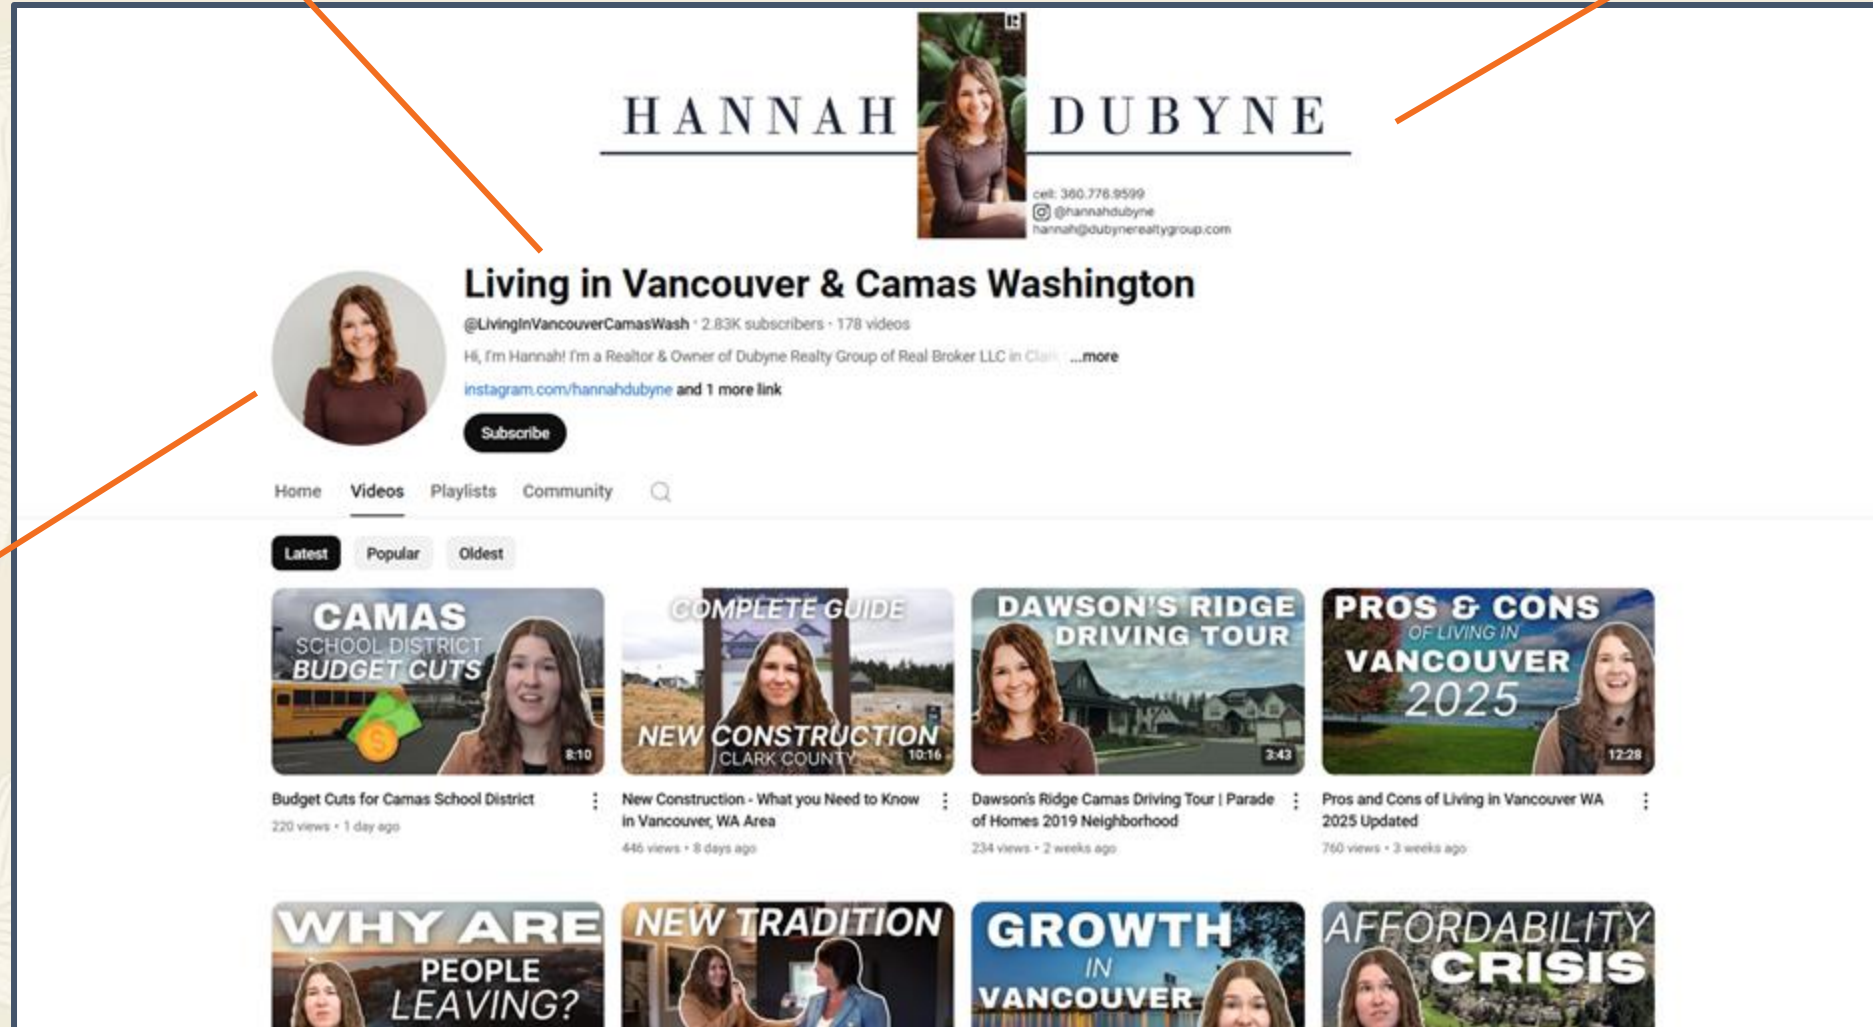 HANNAH DUBYNE
cell: 360.776.9599
@hannahdubyne
hannah@dubynerealtygroup.com
Living in Vancouver & Camas Washington
@LivingInVancouverCamasWash · 2.83K subscribers · 178 videos
Hi, I'm Hannah! I'm a Realtor & Owner of Dubyne Realty Group of Real Broker LLC in ...more
instagram.com/hannahdubyne and 1 more link
Subscribe
Home Videos Playlists Community
Latest Popular Oldest
CAMAS
SCHOOL DISTRICT
BUDGET CUTS
8:10
COMPLETE GUIDE
NEW CONSTRUCTION
CLARK COUNTY
10:16
DAWSON'S RIDGE
DRIVING TOUR
3:43
PROS & CONS
OF LIVING IN
VANCOUVER
2025
12:28
Budget Cuts for Camas School District
220 views • 1 day ago
New Construction - What you Need to Know
in Vancouver, WA Area
446 views • 8 days ago
Dawson's Ridge Camas Driving Tour | Parade
of Homes 2019 Neighborhood
234 views • 2 weeks ago
Pros and Cons of Living in Vancouver WA
2025 Updated
760 views • 3 weeks ago
WHY ARE
PEOPLE
LEAVING?
NEW TRADITION
GROWTH
IN
VANCOUVER
AFFORDABILITY
CRISIS